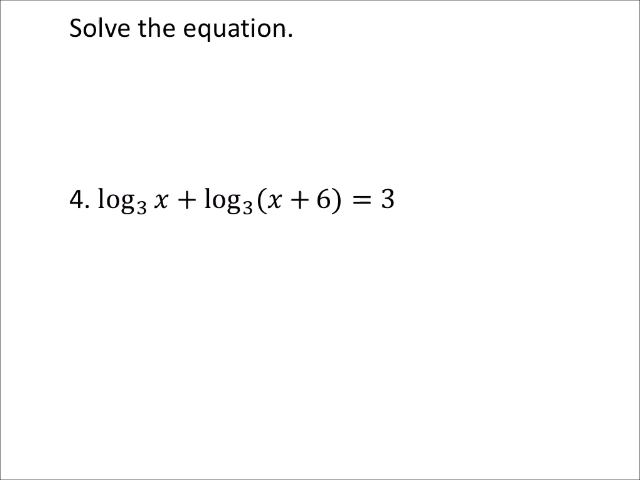 Solve the equation.
4. log₃ x + log₃(x + 6) = 3